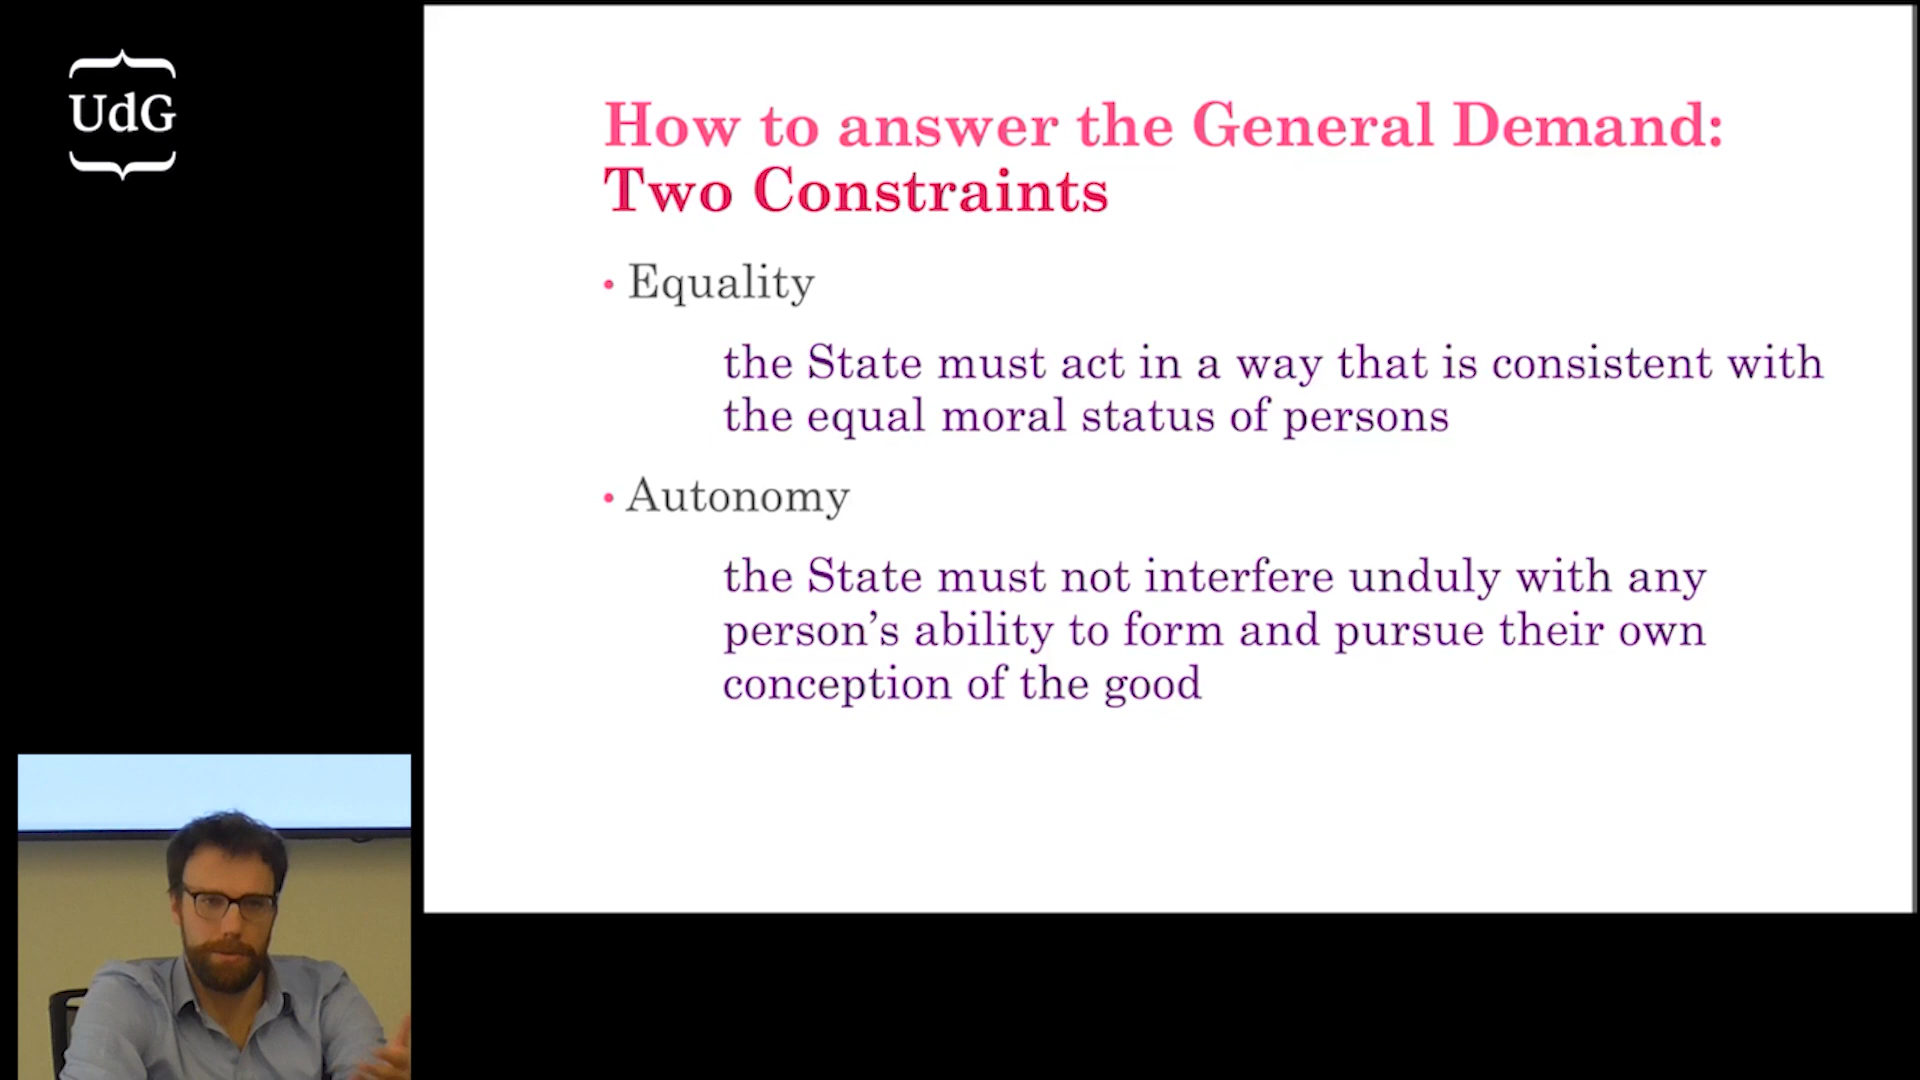 UdG
How to answer the General Demand:
Two Constraints
• Equality
the State must act in a way that is consistent with
the equal moral status of persons
• Autonomy
the State must not interfere unduly with any
person’s ability to form and pursue their own
conception of the good